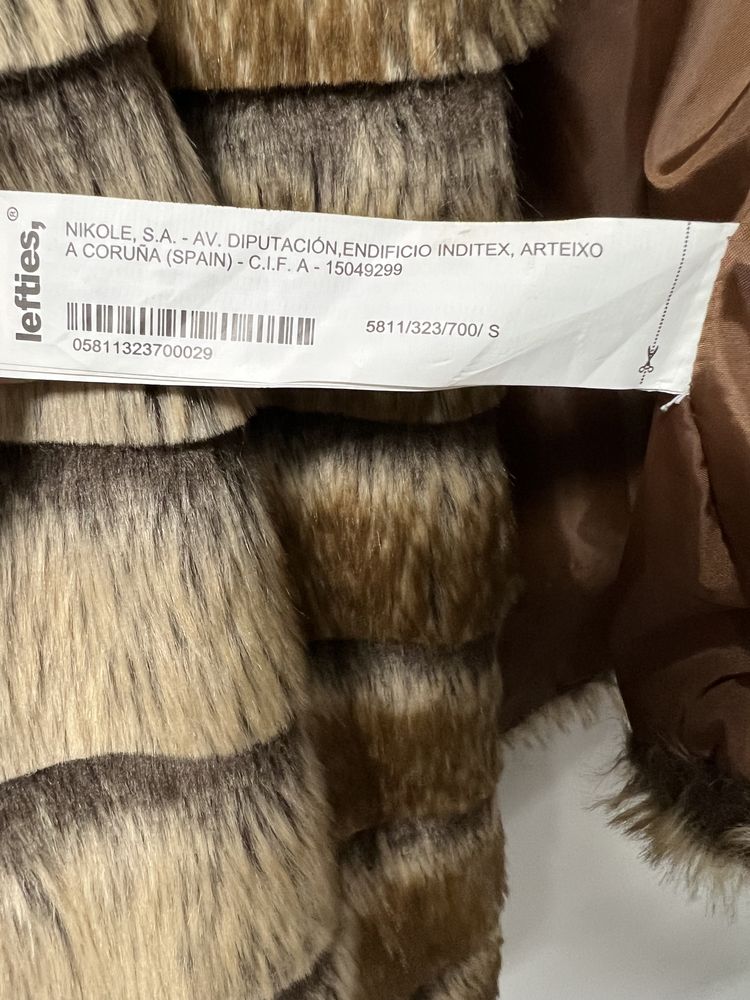 lefties,®
NIKOLE, S.A. - AV. DIPUTACIÓN,ENDIFICIO INDITEX, ARTEIXO
A CORUÑA (SPAIN) - C.I.F. A - 15049299
5811/323/700/ S
05811323700029